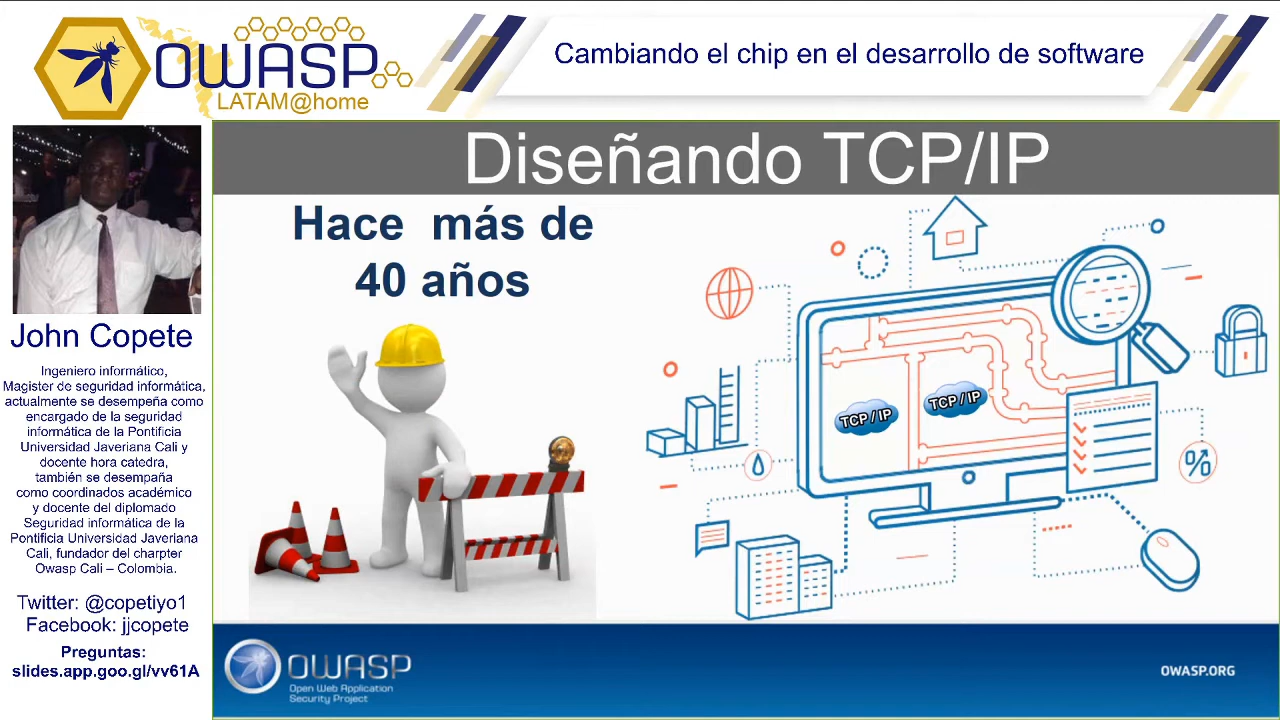 OWASP
LATAM@home
Cambiando el chip en el desarrollo de software
John Copete
Ingeniero informático,
Magister de seguridad informática,
actualmente se desempeña como
encargado de la seguridad
informática de la Pontificia
Universidad Javeriana Cali y
docente hora catedra,
también se desempaña
como coordinados académico
y docente del diplomado
Seguridad informática de la
Pontificia Universidad Javeriana
Cali, fundador del charpter
Owasp Cali – Colombia.
Twitter: @copetiyo1
Facebook: jjcopete
Preguntas:
slides.app.goo.gl/vv61A
Diseñando TCP/IP
Hace más de
40 años
TCP / IP
TCP / IP
%
OWASP
Open Web Application
Security Project
OWASP.ORG